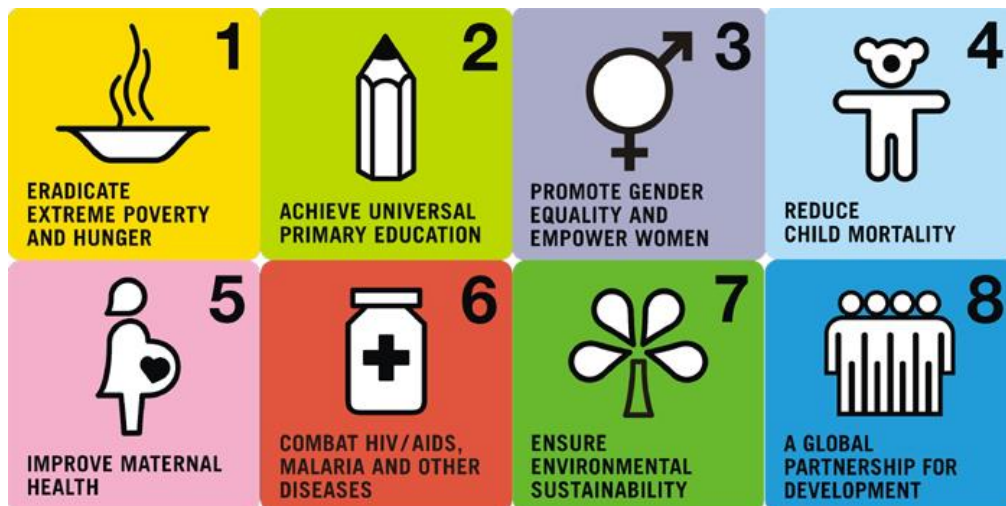 1
ERADICATE
EXTREME POVERTY
AND HUNGER
2
ACHIEVE UNIVERSAL
PRIMARY EDUCATION
3
PROMOTE GENDER
EQUALITY AND
EMPOWER WOMEN
4
REDUCE
CHILD MORTALITY
5
IMPROVE MATERNAL
HEALTH
6
COMBAT HIV/AIDS,
MALARIA AND OTHER
DISEASES
7
ENSURE
ENVIRONMENTAL
SUSTAINABILITY
8
A GLOBAL
PARTNERSHIP FOR
DEVELOPMENT